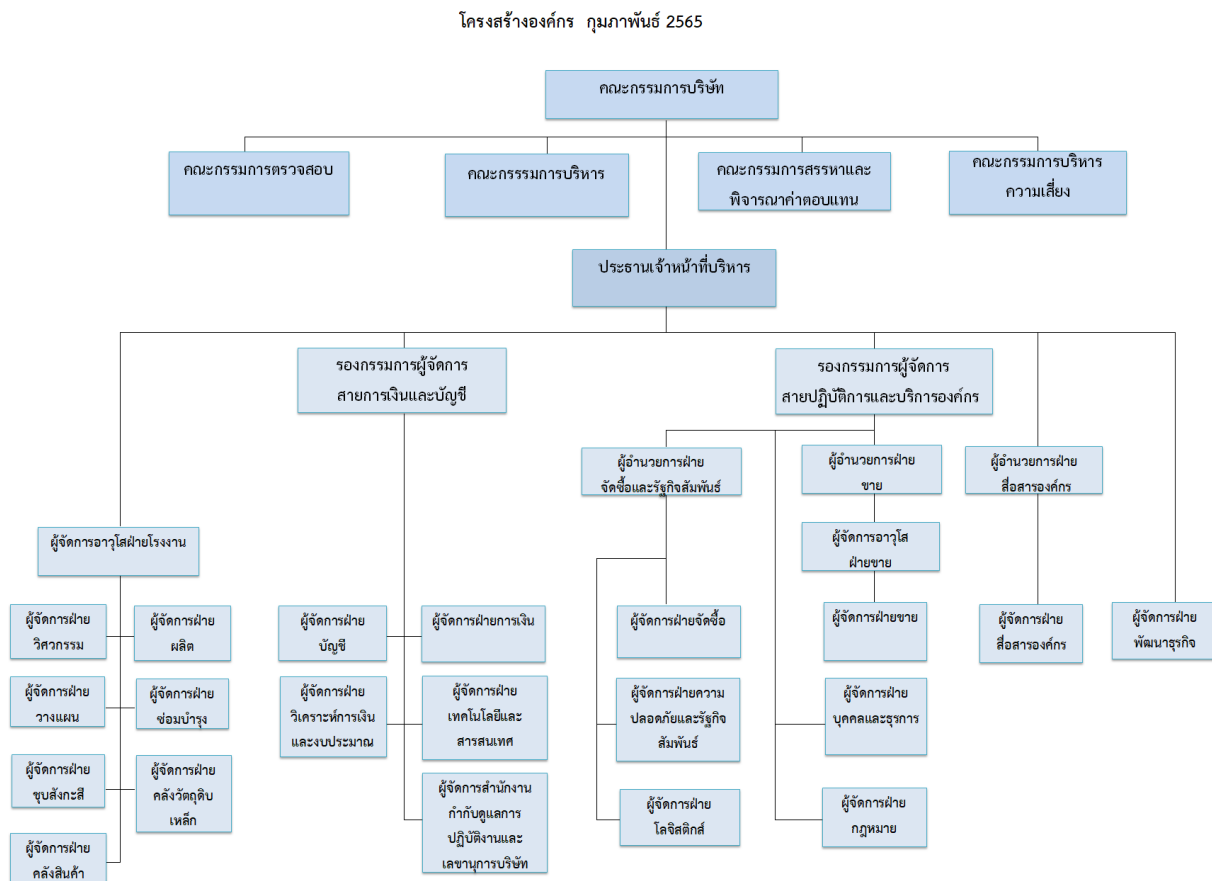 โครงสร้างองค์กร กุมภาพันธ์ 2565
คณะกรรมการบริษัท
คณะกรรมการตรวจสอบ
คณะกรรรมการบริหาร
คณะกรรมการสรรหาและ
พิจารณาค่าตอบแทน
คณะกรรมการบริหาร
ความเสี่ยง
ประธานเจ้าหน้าที่บริหาร
รองกรรมการผู้จัดการ
สายการเงินและบัญชี
รองกรรมการผู้จัดการ
สายปฏิบัติการและบริการองค์กร
ผู้อำนวยการฝ่าย
จัดซื้อและรัฐกิจสัมพันธ์
ผู้อำนวยการฝ่าย
ขาย
ผู้อำนวยการฝ่าย
สื่อสารองค์กร
ผู้จัดการอาวุโสฝ่ายโรงงาน
ผู้จัดการอาวุโส
ฝ่ายขาย
ผู้จัดการฝ่าย
วิศวกรรม
ผู้จัดการฝ่าย
ผลิต
ผู้จัดการฝ่าย
บัญชี
ผู้จัดการฝ่ายการเงิน
ผู้จัดการฝ่ายจัดซื้อ
ผู้จัดการฝ่ายขาย
ผู้จัดการฝ่าย
สื่อสารองค์กร
ผู้จัดการฝ่าย
พัฒนาธุรกิจ
ผู้จัดการฝ่าย
วางแผน
ผู้จัดการฝ่าย
ซ่อมบำรุง
ผู้จัดการฝ่าย
วิเคราะห์การเงิน
และงบประมาณ
ผู้จัดการฝ่าย
เทคโนโลยีและ
สารสนเทศ
ผู้จัดการฝ่ายความ
ปลอดภัยและรัฐกิจ
สัมพันธ์
ผู้จัดการฝ่าย
บุคคลและธุรการ
ผู้จัดการฝ่าย
ชุบสังกะสี
ผู้จัดการฝ่าย
คลังวัตถุดิบ
เหล็ก
ผู้จัดการสำนักงาน
กำกับดูแลการ
ปฏิบัติงานและ
เลขานุการบริษัท
ผู้จัดการฝ่าย
โลจิสติกส์
ผู้จัดการฝ่าย
กฎหมาย
ผู้จัดการฝ่าย
คลังสินค้า